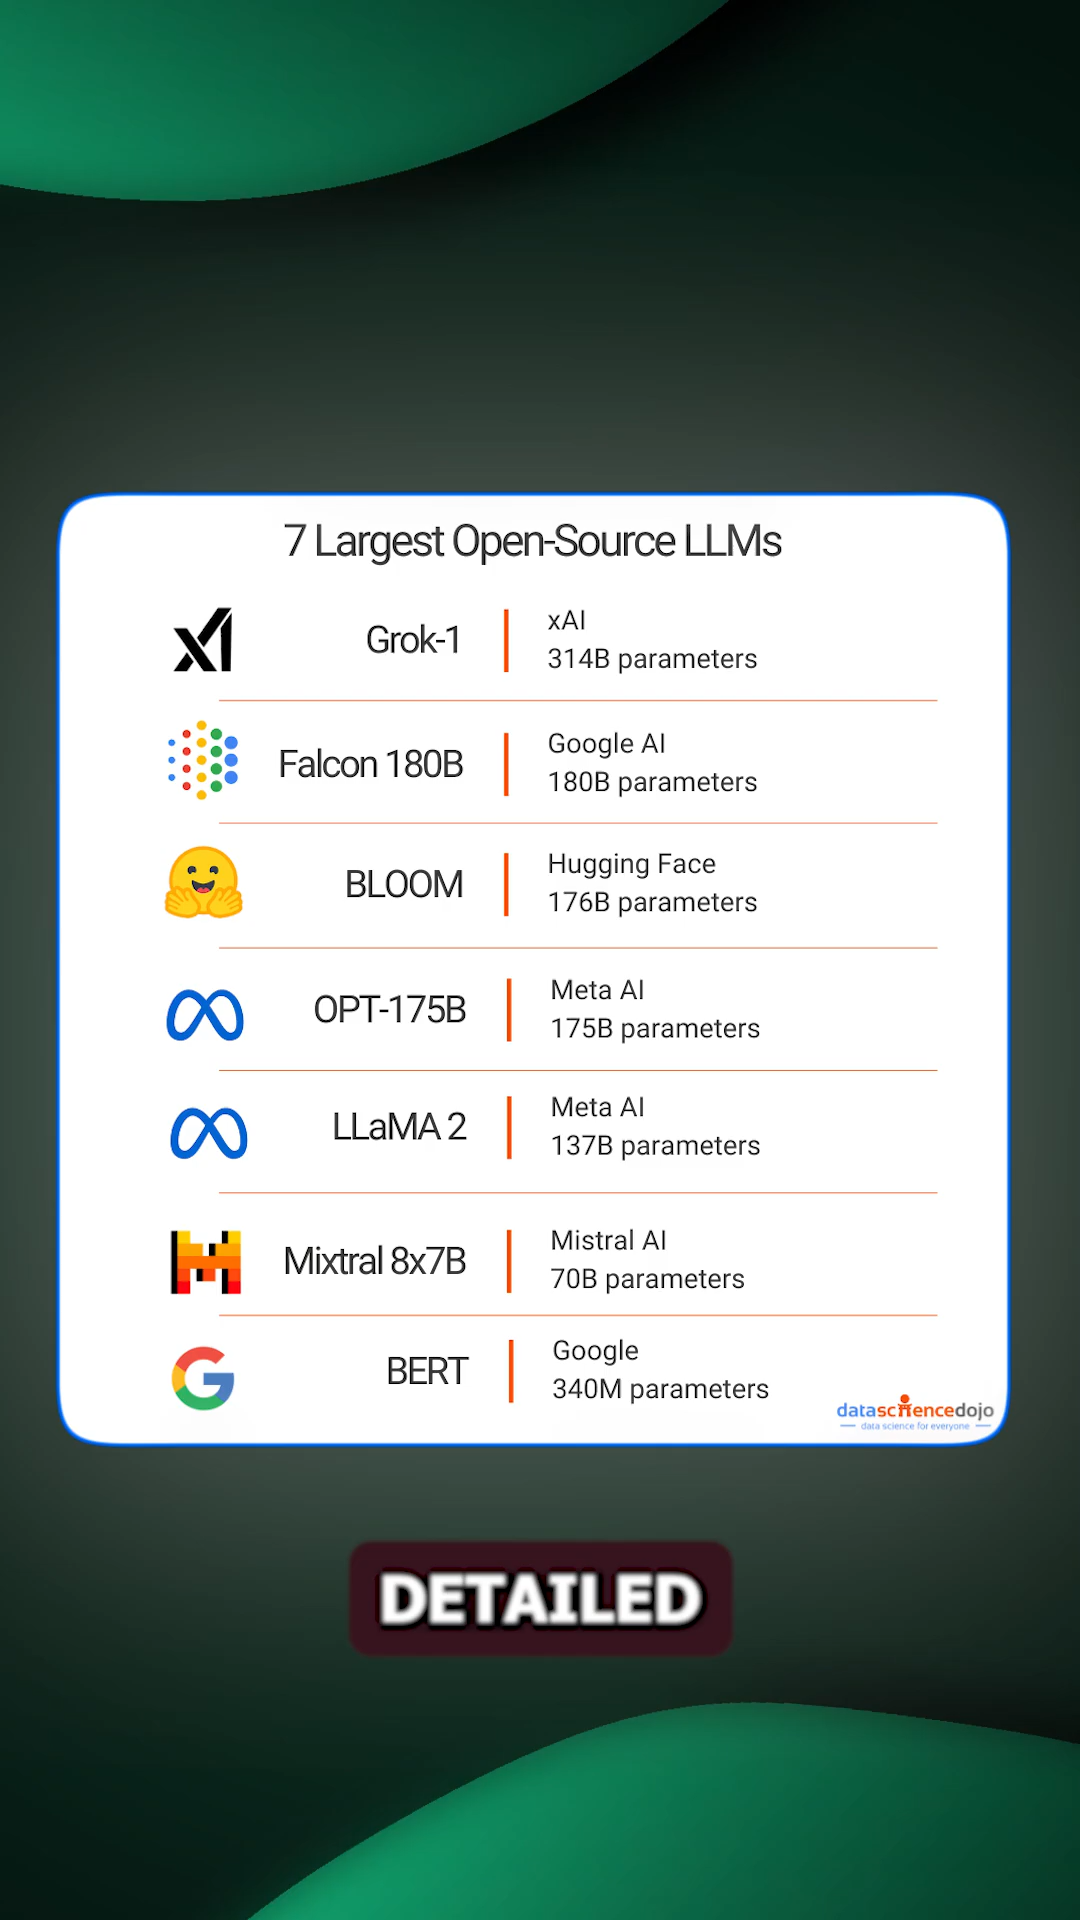 7 Largest Open-Source LLMs
Grok-1
xAI
314B parameters
Falcon 180B
Google AI
180B parameters
BLOOM
Hugging Face
176B parameters
OPT-175B
Meta AI
175B parameters
LLaMA 2
Meta AI
137B parameters
Mixtral 8x7B
Mistral AI
70B parameters
BERT
Google
340M parameters
datasciencedojo
data science for everyone
DETAILED